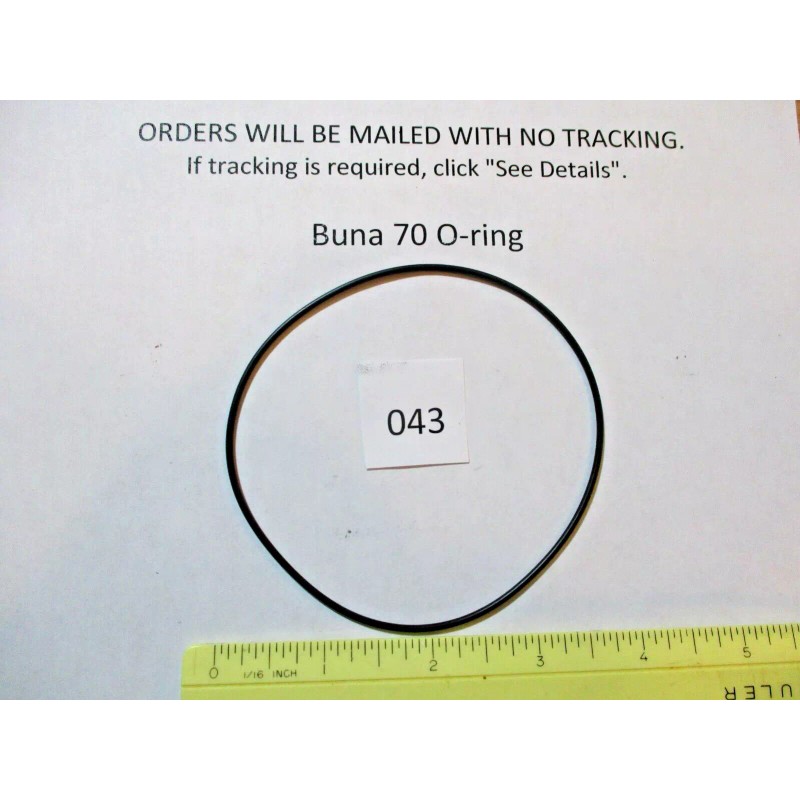 ORDERS WILL BE MAILED WITH NO TRACKING.
If tracking is required, click "See Details".
Buna 70 O-ring
043
0 1/16 INCH 2 3 4 5
ULER